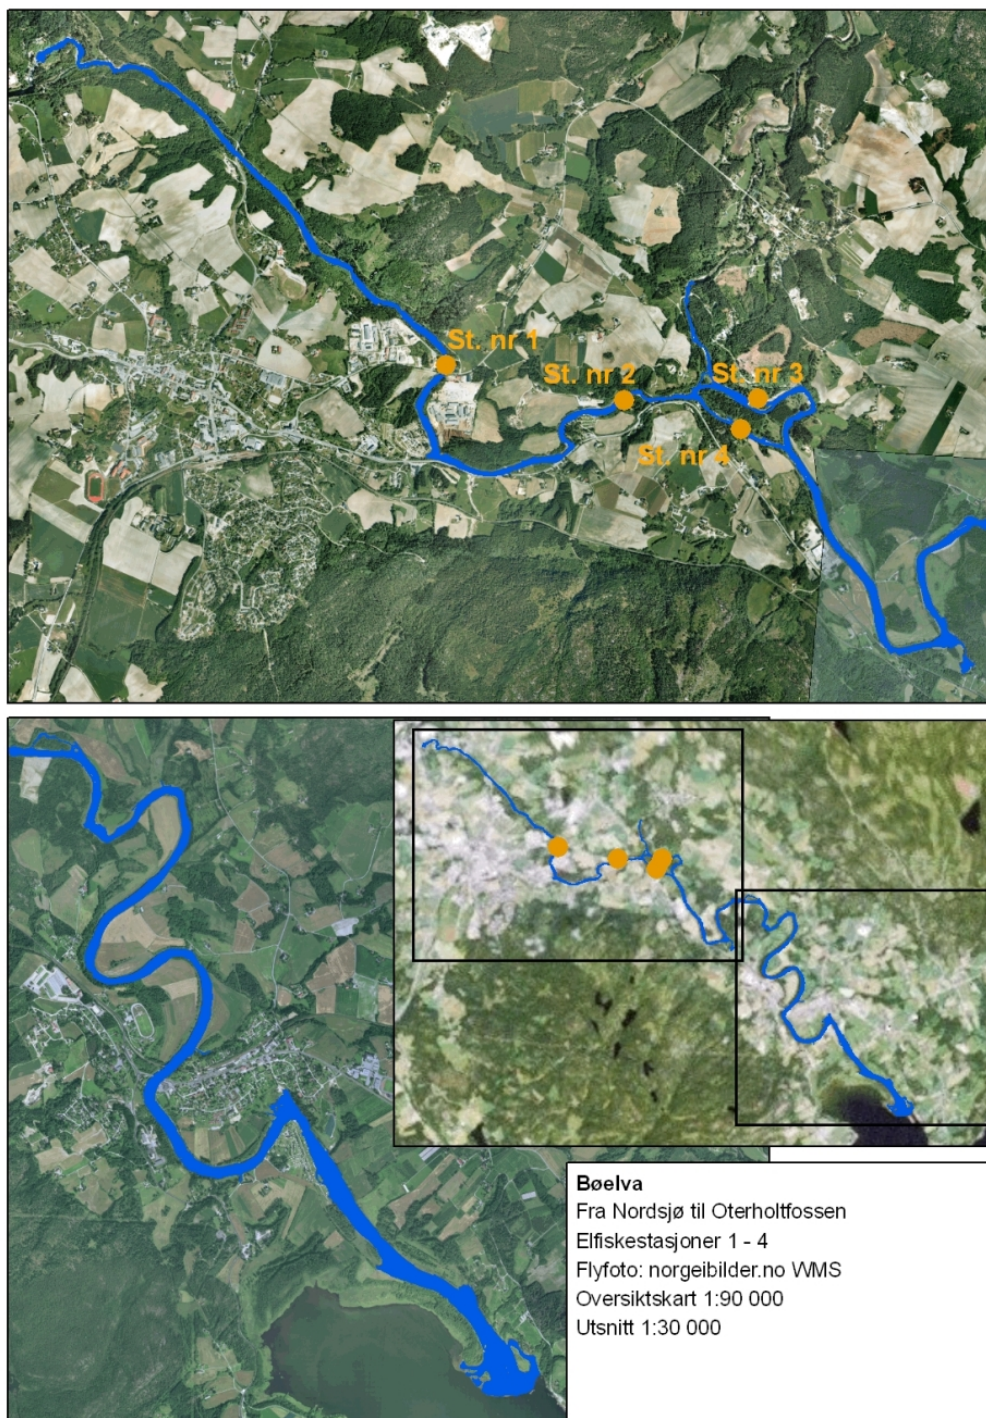 St. nr 1
St. nr 2
St. nr 3
St. nr 4
Bøelva
Fra Nordsjø til Oterholtfossen
Elfiskestasjoner 1 - 4
Flyfoto: norgeibilder.no WMS
Oversiktskart 1:90 000
Utsnitt 1:30 000